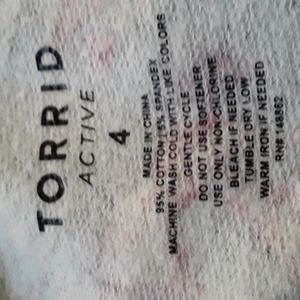 TORRID
ACTIVE
4
MADE IN CHINA
95% COTTON / 5% SPANDEX
MACHINE WASH COLD WITH LIKE COLORS
GENTLE CYCLE
DO NOT USE SOFTENER
USE ONLY NON-CHLORINE
BLEACH IF NEEDED
TUMBLE DRY LOW
WARM IRON IF NEEDED
RN# 148862